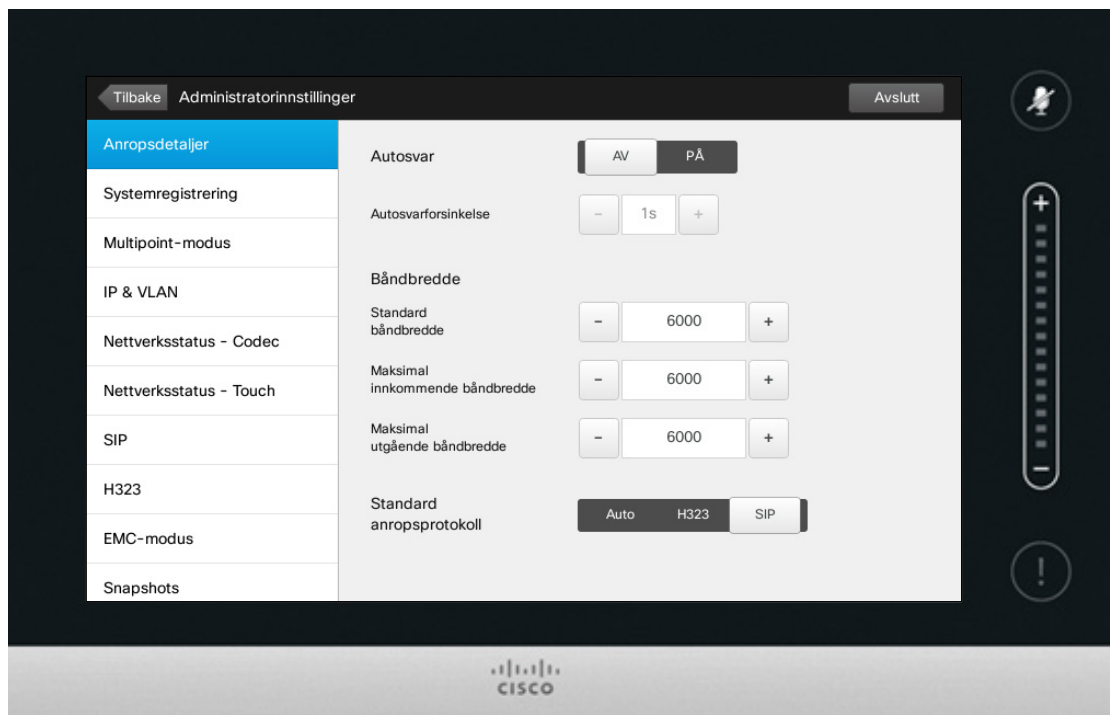 Tilbake Administratorinnstillinger Avslutt
Anropsdetaljer
Systemregistrering
Multipoint-modus
IP & VLAN
Nettverksstatus - Codec
Nettverksstatus - Touch
SIP
H323
EMC-modus
Snapshots
Autosvar AV PÅ
Autosvarforsinkelse - 1s +
Båndbredde
Standard
båndbredde - 6000 +
Maksimal
innkommende båndbredde - 6000 +
Maksimal
utgående båndbredde - 6000 +
Standard
anropsprotokoll Auto H323 SIP
+
-
!
CISCO